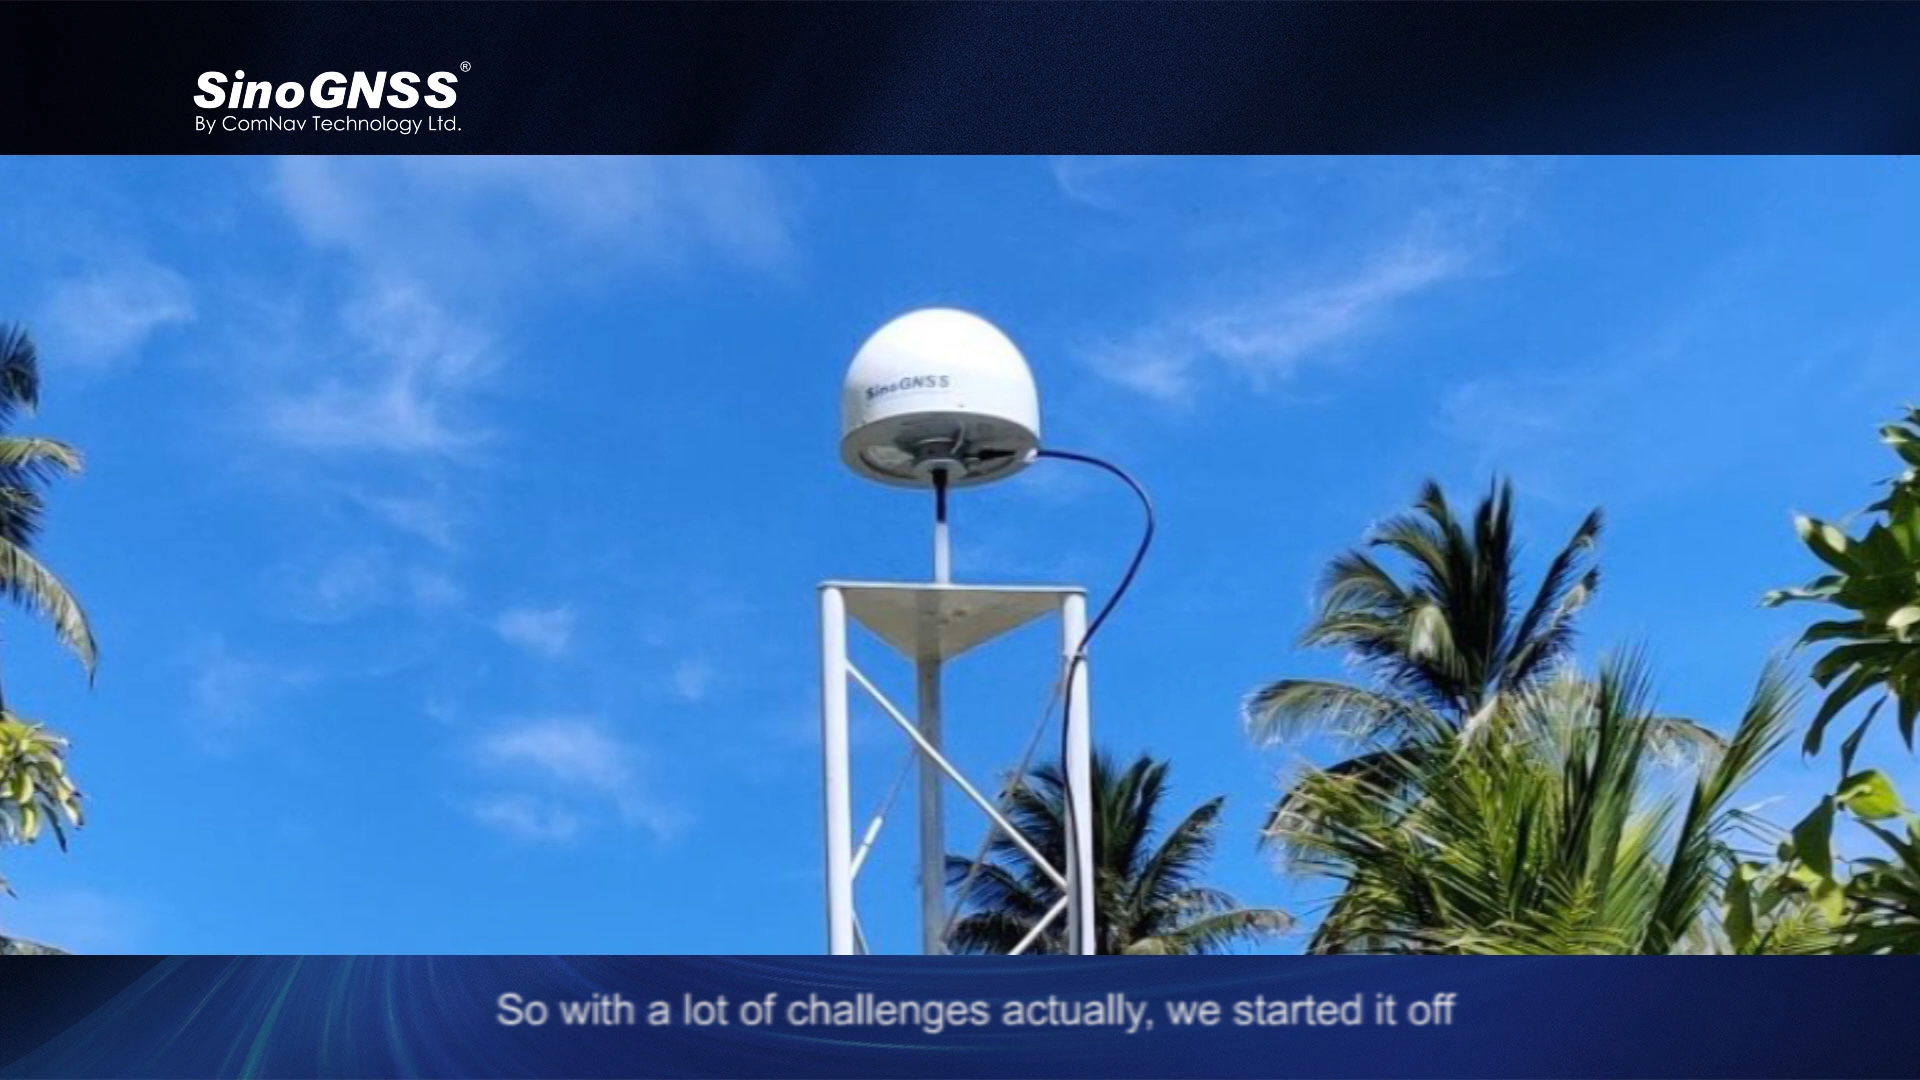 SinoGNSS®
By ComNav Technology Ltd.
SinoGNSS
So with a lot of challenges actually, we started it off